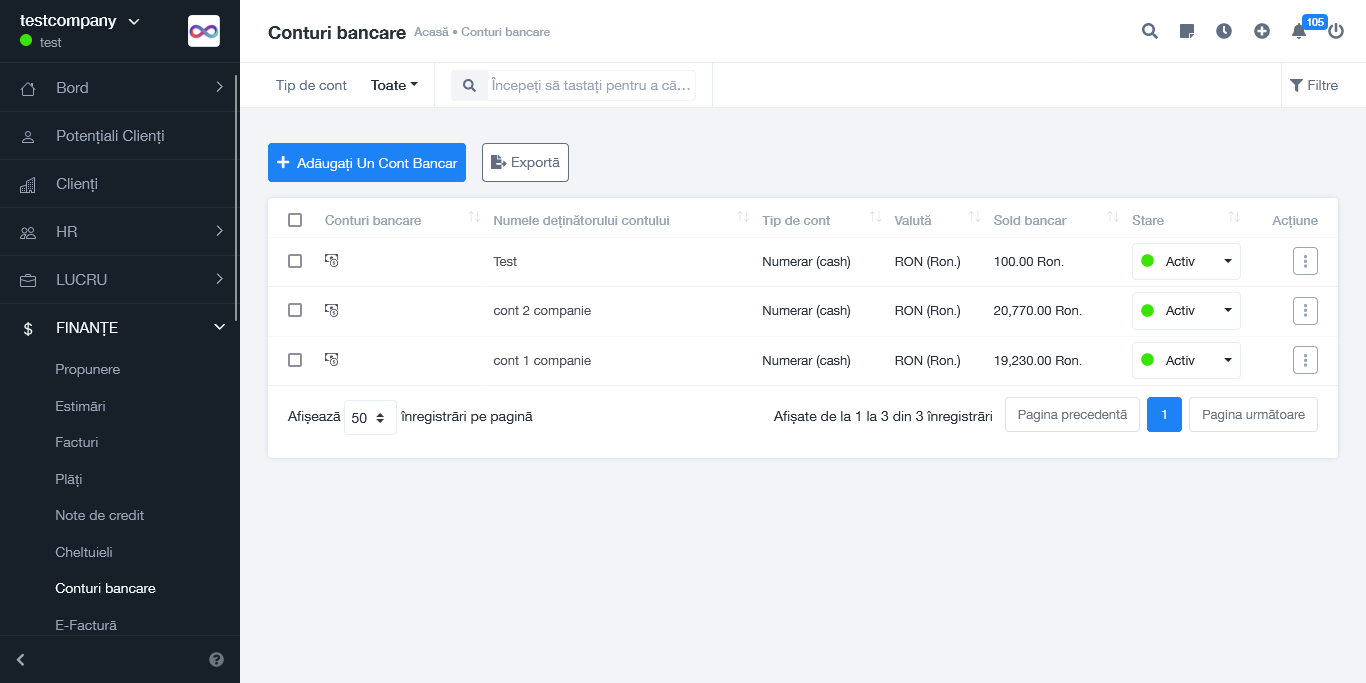 testcompany
test
Bord
Potențiali Clienți
Clienți
HR
LUCRU
FINANȚE
Propunere
Estimări
Facturi
Plăți
Note de credit
Cheltuieli
Conturi bancare
E-Factură
Conturi bancare Acasă • Conturi bancare
105
Tip de cont Toate Începeți să tastați pentru a că... Filtre
Adăugați Un Cont Bancar Exportă
Conturi bancare Numele deținătorului contului Tip de cont Valută Sold bancar Stare Acțiune
Test Numerar (cash) RON (Ron.) 100.00 Ron. Activ
cont 2 companie Numerar (cash) RON (Ron.) 20,770.00 Ron. Activ
cont 1 companie Numerar (cash) RON (Ron.) 19,230.00 Ron. Activ
Afișează 50 înregistrări pe pagină Afișate de la 1 la 3 din 3 înregistrări Pagina precedentă 1 Pagina următoare